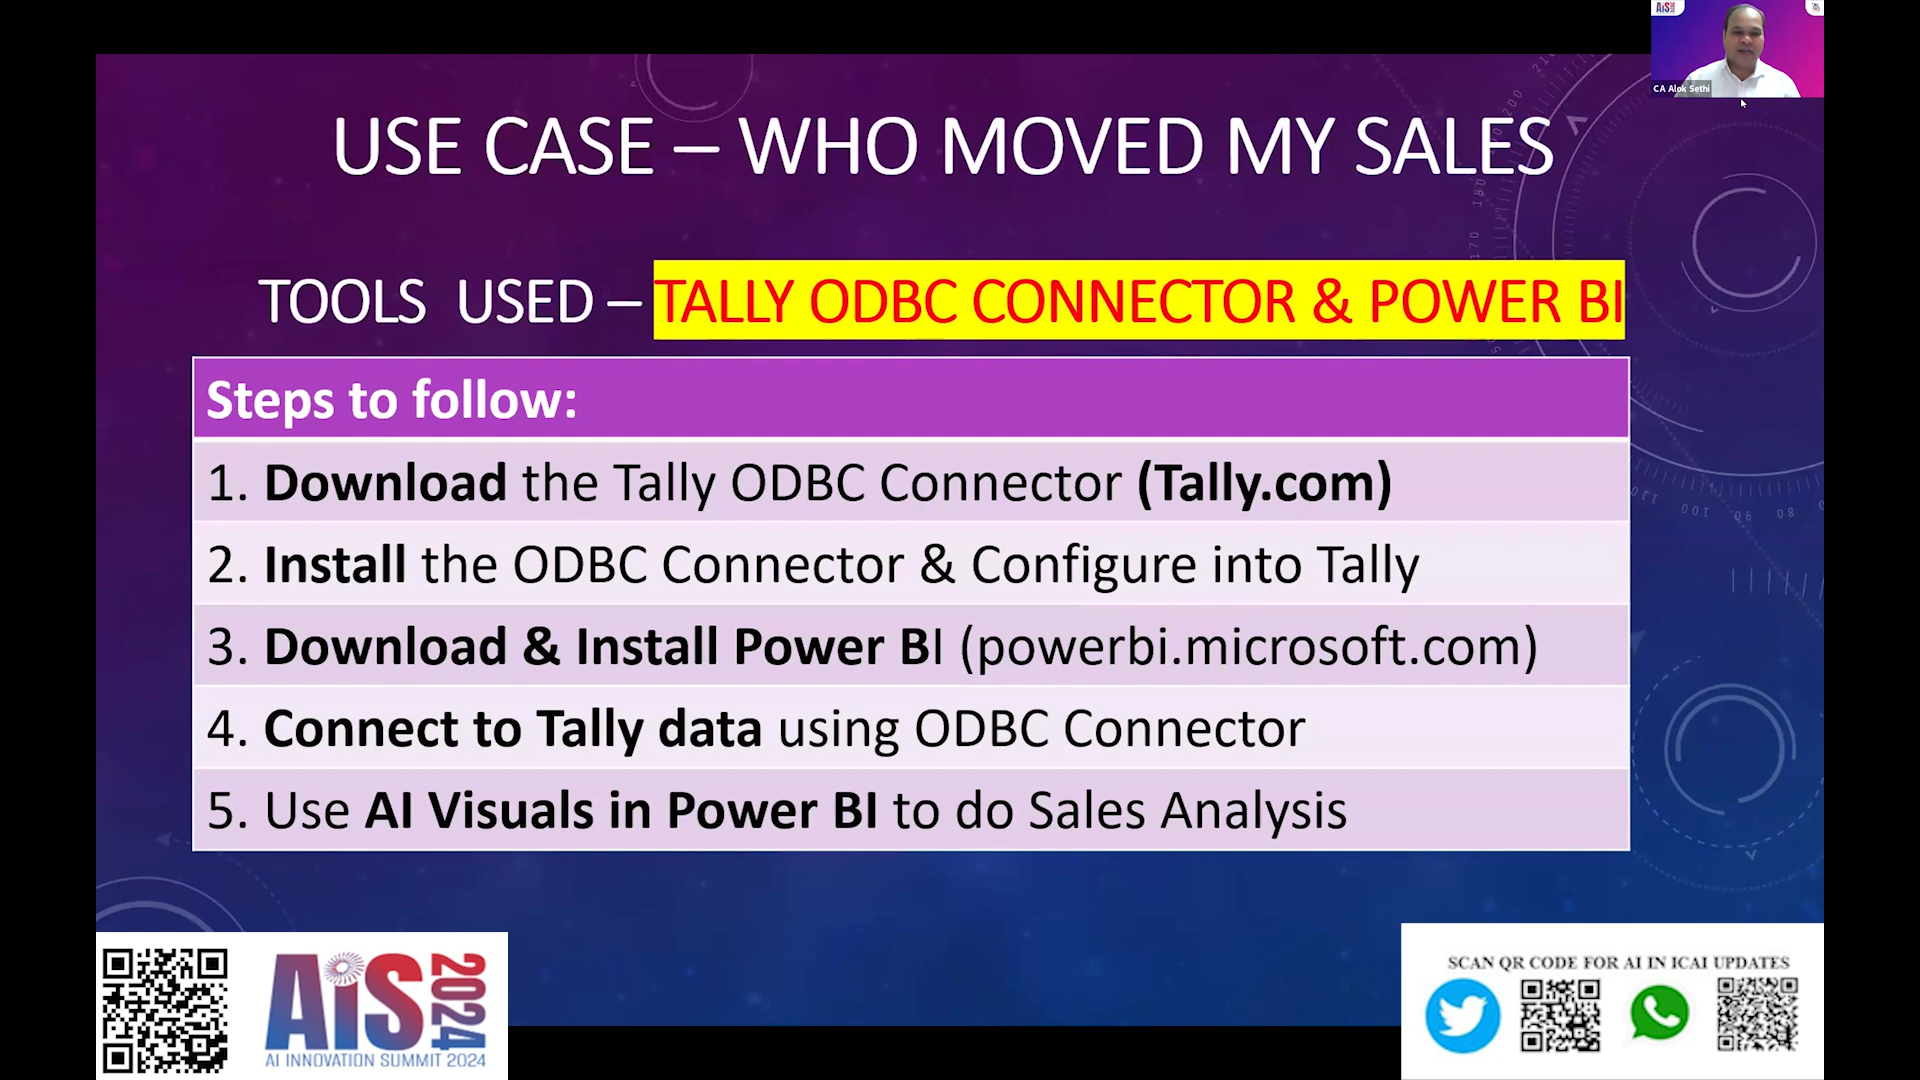 AiS
CA Alok Sethi
USE CASE – WHO MOVED MY SALES
TOOLS USED – TALLY ODBC CONNECTOR & POWER BI
Steps to follow:
1. Download the Tally ODBC Connector (Tally.com)
2. Install the ODBC Connector & Configure into Tally
3. Download & Install Power BI (powerbi.microsoft.com)
4. Connect to Tally data using ODBC Connector
5. Use AI Visuals in Power BI to do Sales Analysis
AiS 2024
AI INNOVATION SUMMIT 2024
SCAN QR CODE FOR AI IN ICAI UPDATES